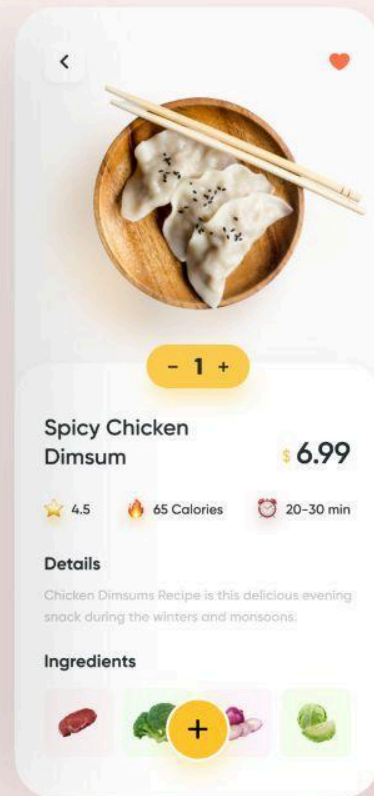 - 1 +
Spicy Chicken
Dimsum
$ 6.99
4.5
65 Calories
20-30 min
Details
Chicken Dimsums Recipe is this delicious evening
snack during the winters and monsoons.
Ingredients
+